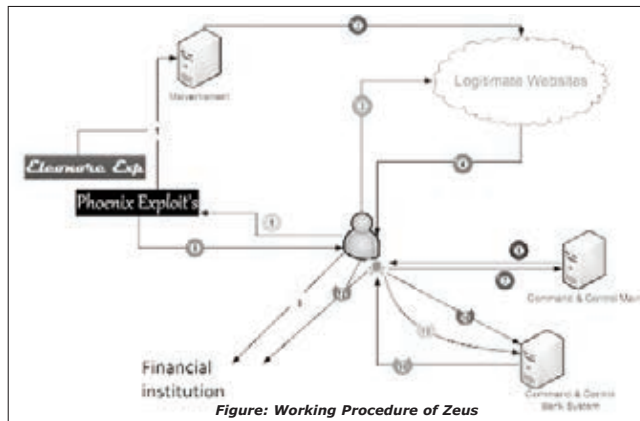 Malvertisement
Logismate Websites
Eleonore Exp
Phoenix Exploit's
Command & Control Main
Financial
institution
Command & Control
Bank System
Figure: Working Procedure of Zeus